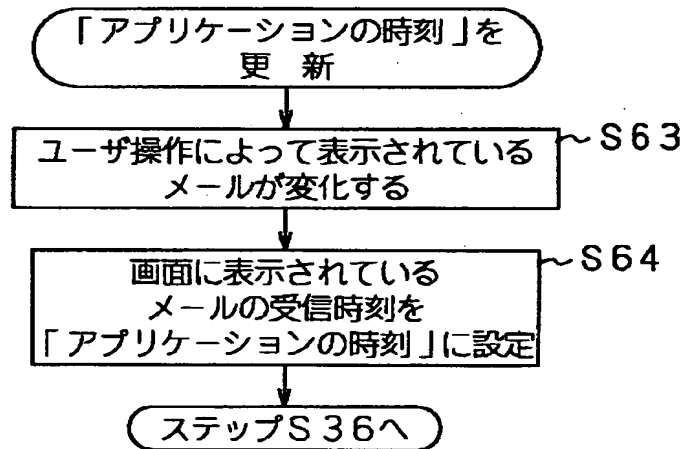 「アプリケーションの時刻」を
更 新
ユーザ操作によって表示されている
メールが変化する
~S63
画面に表示されている
メールの受信時刻を
「アプリケーションの時刻」に設定
~S64
ステップS36へ